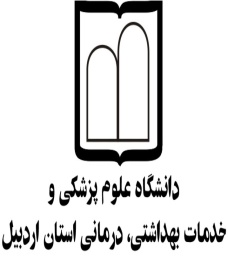 دانشگاه علوم پزشکی و
خدمات بهداشتی، درمانی استان اردبیل